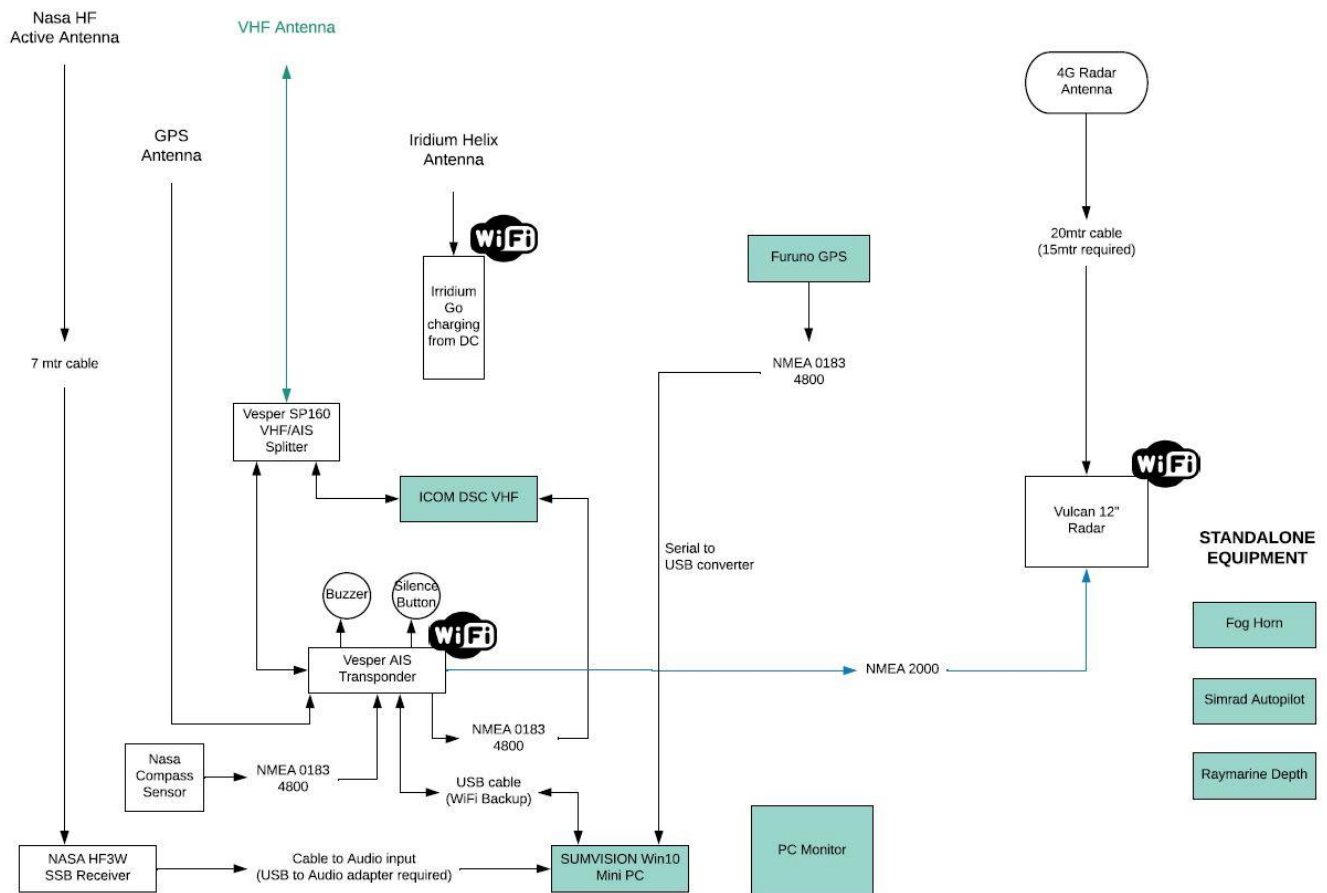 Nasa HF
Active Antenna
VHF Antenna
4G Radar
Antenna
GPS
Antenna
Iridium Helix
Antenna
WiFi
20mtr cable
(15mtr required)
Furuno GPS
Irridium
Go
charging
from DC
7 mtr cable
NMEA 0183
4800
Vesper SP160
VHF/AIS
Splitter
WiFi
ICOM DSC VHF
Vulcan 12"
Radar
STANDALONE
EQUIPMENT
Serial to
USB converter
Buzzer
Silence
Button
WiFi
Fog Horn
Vesper AIS
Transponder
NMEA 2000
Simrad Autopilot
NMEA 0183
4800
Nasa
Compass
Sensor
NMEA 0183
4800
Raymarine Depth
USB cable
(WiFi Backup)
PC Monitor
NASA HF3W
SSB Receiver
Cable to Audio input
(USB to Audio adapter required)
SUMVISION Win10
Mini PC